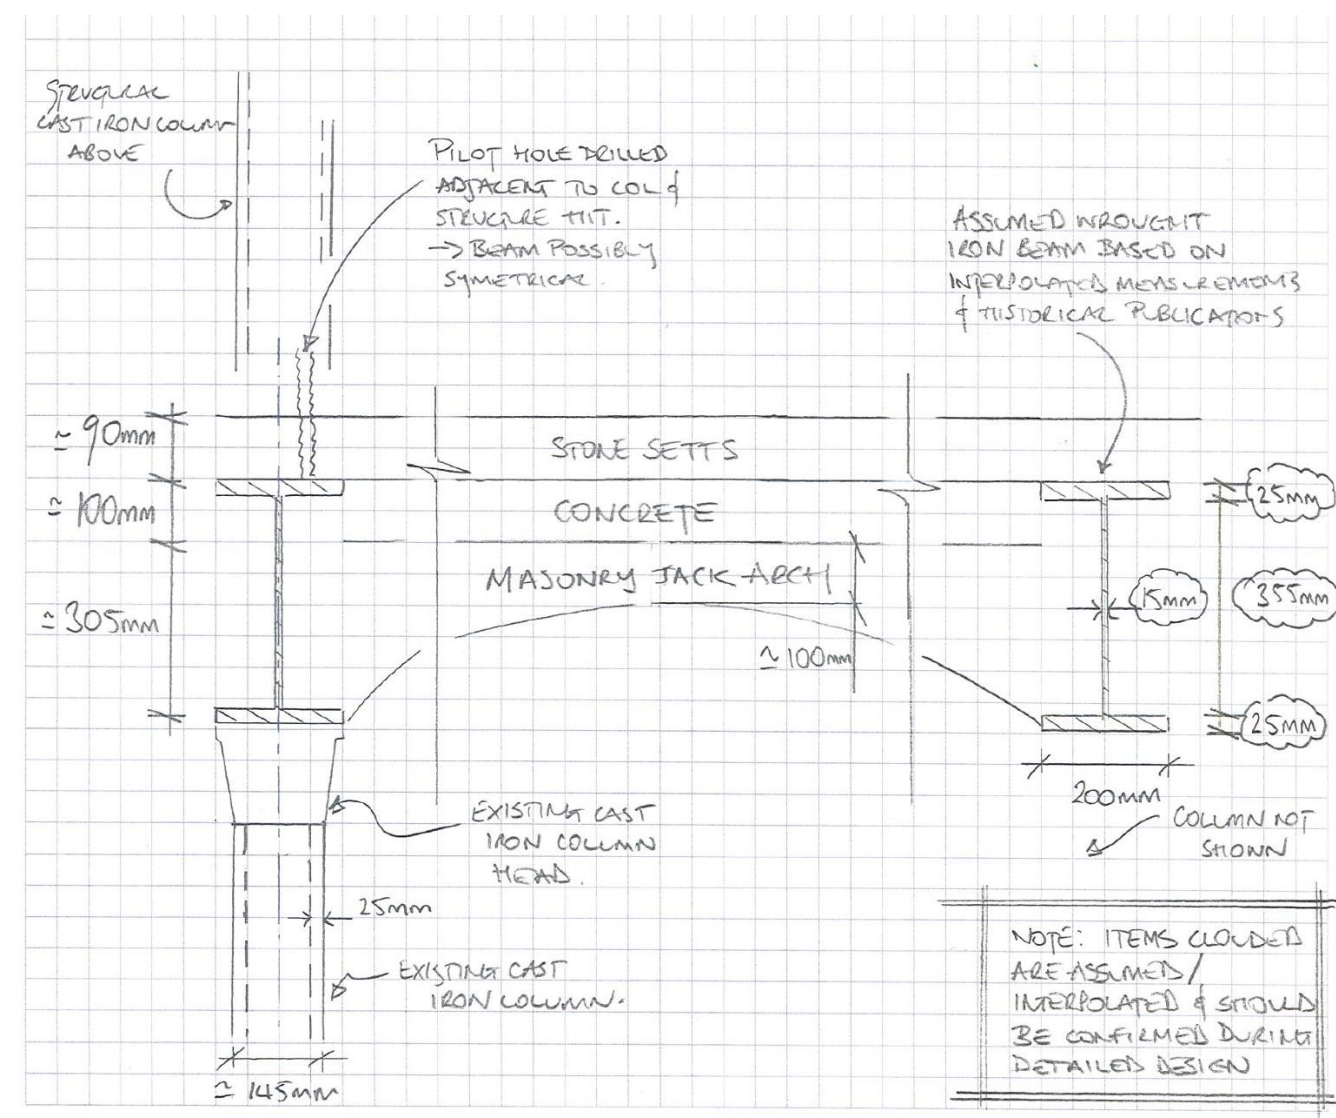 STRUCTURAL
CAST IRON COLUMN
ABOVE
PILOT HOLE DRILLED
ADJACENT TO COL &
STRUCTURE HIT.
→ BEAM POSSIBLY
SYMETRICAL.
ASSUMED WROUGHT
IRON BEAM BASED ON
INTERPOLATED MEASUREMENTS
& HISTORICAL PUBLICATIONS
≃ 90mm
STONE SETTS
≃ 100mm
CONCRETE
25mm
MASONRY JACK ARCH
15mm
355mm
≃ 305mm
≃ 100mm
25mm
200mm
EXISTING CAST
IRON COLUMN
HEAD.
COLUMN NOT
SHOWN
25mm
EXISTING CAST
IRON COLUMN.
≃ 145mm
NOTE: ITEMS CLOUDED
ARE ASSUMED/
INTERPOLATED & SHOULD
BE CONFIRMED DURING
DETAILED DESIGN